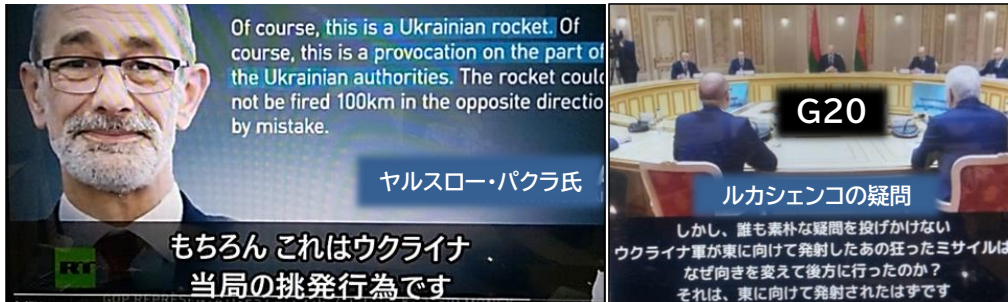 Of course, this is a Ukrainian rocket. Of
course, this is a provocation on the part of
the Ukrainian authorities. The rocket could
not be fired 100km in the opposite directio
by mistake.
ヤルスロー・パクラ氏
もちろん これはウクライナ
当局の挑発行為です
RT
G20
ルカシェンコの疑問
しかし、誰も素朴な疑問を投げかけない
ウクライナ軍が東に向けて発射したあの狂ったミサイルは
なぜ向きを変えて後方に行ったのか？
それは、東に向けて発射されたはずです